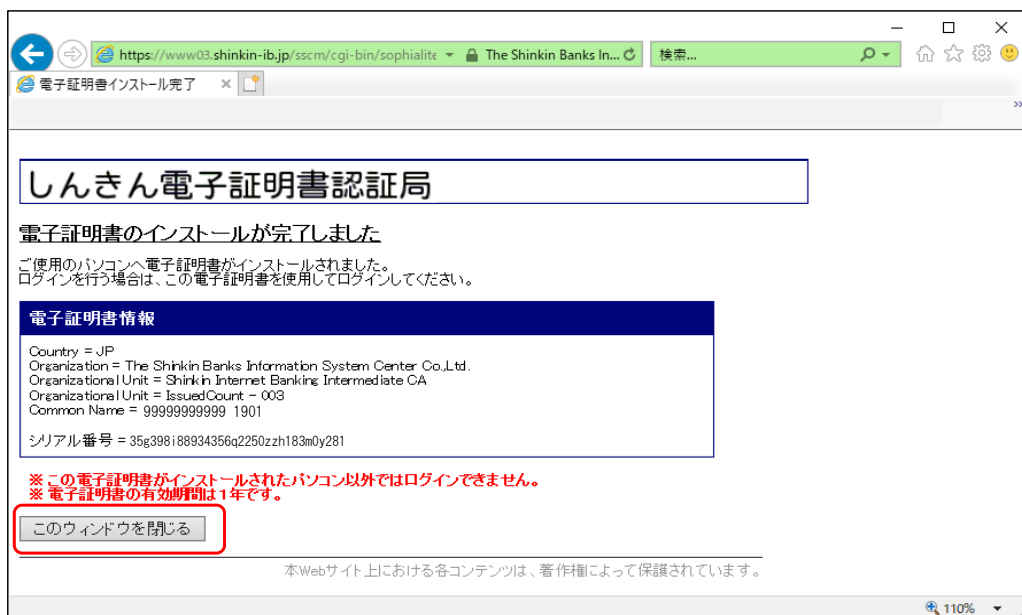 https://www03.shinkin-ib.jp/sscm/cgi-bin/sophialite The Shinkin Banks In... 検索...
電子証明書インストール完了
しんきん電子証明書認証局
電子証明書のインストールが完了しました
ご使用のパソコンへ電子証明書がインストールされました。
ログインを行う場合は、この電子証明書を使用してログインしてください。
電子証明書情報
Country = JP
Organization = The Shinkin Banks Information System Center Co.,Ltd.
Organizational Unit = Shinkin Internet Banking Intermediate CA
Organizational Unit = IssuedCount - 003
Common Name = 99999999999 1901
シリアル番号 = 35g398i88934356q2250zzh183m0y281
※ この電子証明書がインストールされたパソコン以外ではログインできません。
※ 電子証明書の有効期間は1年です。
このウィンドウを閉じる
本Webサイト上における各コンテンツは、著作権によって保護されています。
110%